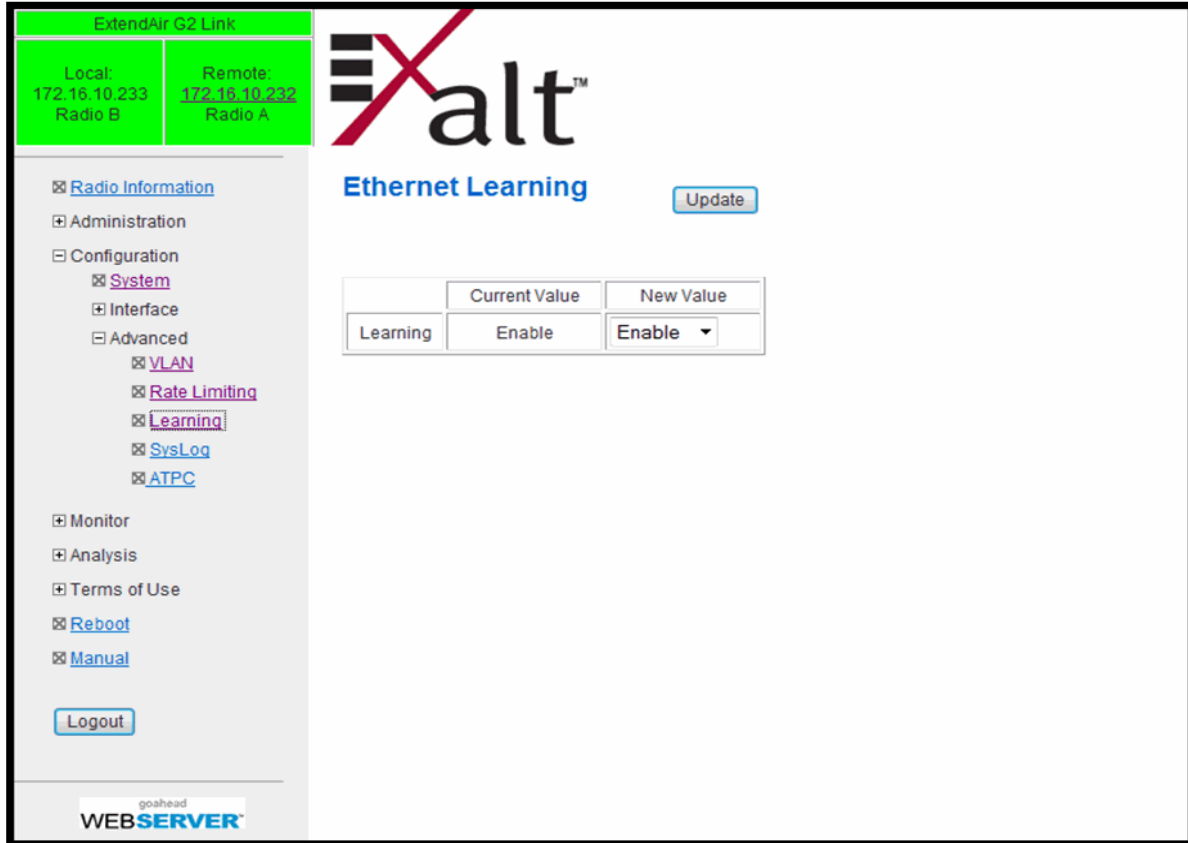 ExtendAir G2 Link
Local:
172.16.10.233
Radio B
Remote:
172.16.10.232
Radio A
EXalt™
Radio Information
Administration
Configuration
System
Interface
Advanced
VLAN
Rate Limiting
Learning
SysLog
ATPC
Monitor
Analysis
Terms of Use
Reboot
Manual
Logout
goahead
WEBSERVER
Ethernet Learning
Update
Current Value New Value
Learning Enable Enable